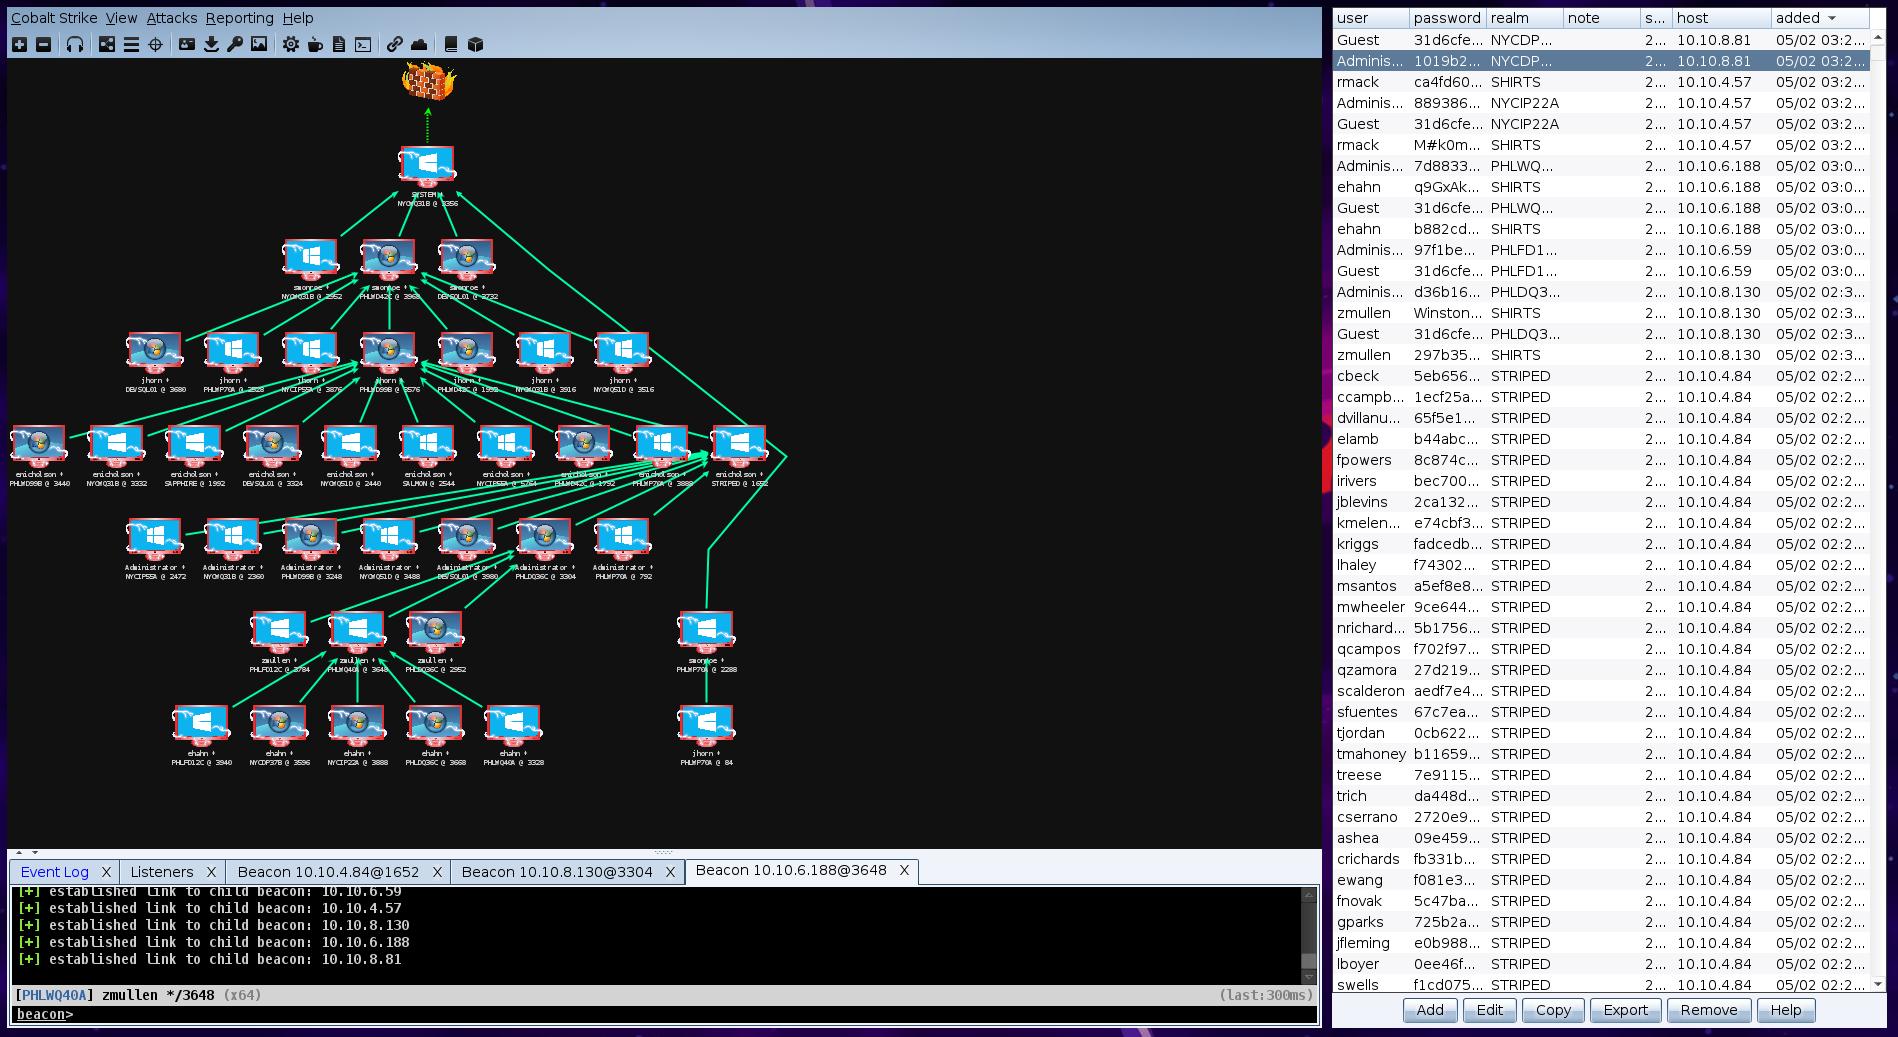 Cobalt Strike View Attacks Reporting Help
SYSTEM *
NYCWQ31B @ 3356
smonroe * smonroe * smonroe *
NYCWQ31B @ 2952 PHLWD42C @ 3968 DEVSQL01 @ 3732
jhorn * jhorn * jhorn * jhorn * jhorn * jhorn * jhorn *
DEVSQL01 @ 3680 PHLWP70A @ 2528 NYCIP55A @ 3876 PHLWD99B @ 3576 PHLWD42C @ 1992 NYCWQ31B @ 3916 NYCWQ51D @ 3516
enicholson * enicholson * enicholson * enicholson * enicholson * enicholson * enicholson * enicholson * enicholson * enicholson *
PHLWD99B @ 3440 NYCWQ31B @ 3332 SAPPHIRE @ 1992 DEVSQL01 @ 3324 NYCWQ51D @ 2440 SALMON @ 2544 NYCIP55A @ 5764 PHLWD42C @ 1792 PHLWP70A @ 3888 STRIPED @ 1652
Administrator * Administrator * Administrator * Administrator * Administrator * Administrator * Administrator *
NYCIP55A @ 2472 NYCWQ31B @ 2360 PHLWD99B @ 3248 NYCWQ51D @ 3488 DEVSQL01 @ 3980 PHLDQ36C @ 3304 PHLWP70A @ 792
zmullen * zmullen * zmullen * smonroe *
PHLFD12C @ 3784 PHLWQ40A @ 3648 PHLDQ36C @ 2952 PHLWP70A @ 2288
ehahn * ehahn * ehahn * ehahn * ehahn * jhorn *
PHLFD12C @ 3940 NYCDP37B @ 3596 NYCIP22A @ 3888 PHLDQ36C @ 3668 PHLWQ40A @ 3328 PHLWP70A @ 84
Event Log X Listeners X Beacon 10.10.4.84@1652 X Beacon 10.10.8.130@3304 X Beacon 10.10.6.188@3648 X
[+] established link to child beacon: 10.10.6.59
[+] established link to child beacon: 10.10.4.57
[+] established link to child beacon: 10.10.8.130
[+] established link to child beacon: 10.10.6.188
[+] established link to child beacon: 10.10.8.81
[PHLWQ40A] zmullen */3648 (x64) (last:300ms)
beacon>
user password realm note s... host added
Guest 31d6cfe... NYCDP... 2... 10.10.8.81 05/02 03:2...
Adminis... 1019b2... NYCDP... 2... 10.10.8.81 05/02 03:2...
rmack ca4fd60... SHIRTS 2... 10.10.4.57 05/02 03:2...
Adminis... 889386... NYCIP22A 2... 10.10.4.57 05/02 03:2...
Guest 31d6cfe... NYCIP22A 2... 10.10.4.57 05/02 03:2...
rmack M#k0m... SHIRTS 2... 10.10.4.57 05/02 03:2...
Adminis... 7d8833... PHLWQ... 2... 10.10.6.188 05/02 03:0...
ehahn q9GxAk... SHIRTS 2... 10.10.6.188 05/02 03:0...
Guest 31d6cfe... PHLWQ... 2... 10.10.6.188 05/02 03:0...
ehahn b882cd... SHIRTS 2... 10.10.6.188 05/02 03:0...
Adminis... 97f1be... PHLFD1... 2... 10.10.6.59 05/02 03:0...
Guest 31d6cfe... PHLFD1... 2... 10.10.6.59 05/02 03:0...
Adminis... d36b16... PHLDQ3... 2... 10.10.8.130 05/02 02:3...
zmullen Winston... SHIRTS 2... 10.10.8.130 05/02 02:3...
Guest 31d6cfe... PHLDQ3... 2... 10.10.8.130 05/02 02:3...
zmullen 297b35... SHIRTS 2... 10.10.8.130 05/02 02:3...
cbeck 5eb656... STRIPED 2... 10.10.4.84 05/02 02:2...
ccampb... 1ecf25a... STRIPED 2... 10.10.4.84 05/02 02:2...
dvillanu... 65f5e1... STRIPED 2... 10.10.4.84 05/02 02:2...
elamb b44abc... STRIPED 2... 10.10.4.84 05/02 02:2...
fpowers 8c874c... STRIPED 2... 10.10.4.84 05/02 02:2...
irivers bec700... STRIPED 2... 10.10.4.84 05/02 02:2...
jblevins 2ca132... STRIPED 2... 10.10.4.84 05/02 02:2...
kmelen... e74cbf3... STRIPED 2... 10.10.4.84 05/02 02:2...
kriggs fadcedb... STRIPED 2... 10.10.4.84 05/02 02:2...
lhaley f74302... STRIPED 2... 10.10.4.84 05/02 02:2...
msantos a5ef8e8... STRIPED 2... 10.10.4.84 05/02 02:2...
mwheeler 9ce644... STRIPED 2... 10.10.4.84 05/02 02:2...
nrichard... 5b1756... STRIPED 2... 10.10.4.84 05/02 02:2...
qcampos f702f97... STRIPED 2... 10.10.4.84 05/02 02:2...
qzamora 27d219... STRIPED 2... 10.10.4.84 05/02 02:2...
scalderon aedf7e4... STRIPED 2... 10.10.4.84 05/02 02:2...
sfuentes 67c7ea... STRIPED 2... 10.10.4.84 05/02 02:2...
tjordan 0cb622... STRIPED 2... 10.10.4.84 05/02 02:2...
tmahoney b11659... STRIPED 2... 10.10.4.84 05/02 02:2...
treese 7e9115... STRIPED 2... 10.10.4.84 05/02 02:2...
trich da448d... STRIPED 2... 10.10.4.84 05/02 02:2...
cserrano 2720e9... STRIPED 2... 10.10.4.84 05/02 02:2...
ashea 09e459... STRIPED 2... 10.10.4.84 05/02 02:2...
crichards fb331b... STRIPED 2... 10.10.4.84 05/02 02:2...
ewang f081e3... STRIPED 2... 10.10.4.84 05/02 02:2...
fnovak 5c47ba... STRIPED 2... 10.10.4.84 05/02 02:2...
gparks 725b2a... STRIPED 2... 10.10.4.84 05/02 02:2...
jfleming e0b988... STRIPED 2... 10.10.4.84 05/02 02:2...
lboyer 0ee46f... STRIPED 2... 10.10.4.84 05/02 02:2...
swells f1cd075... STRIPED 2... 10.10.4.84 05/02 02:2...
Add Edit Copy Export Remove Help